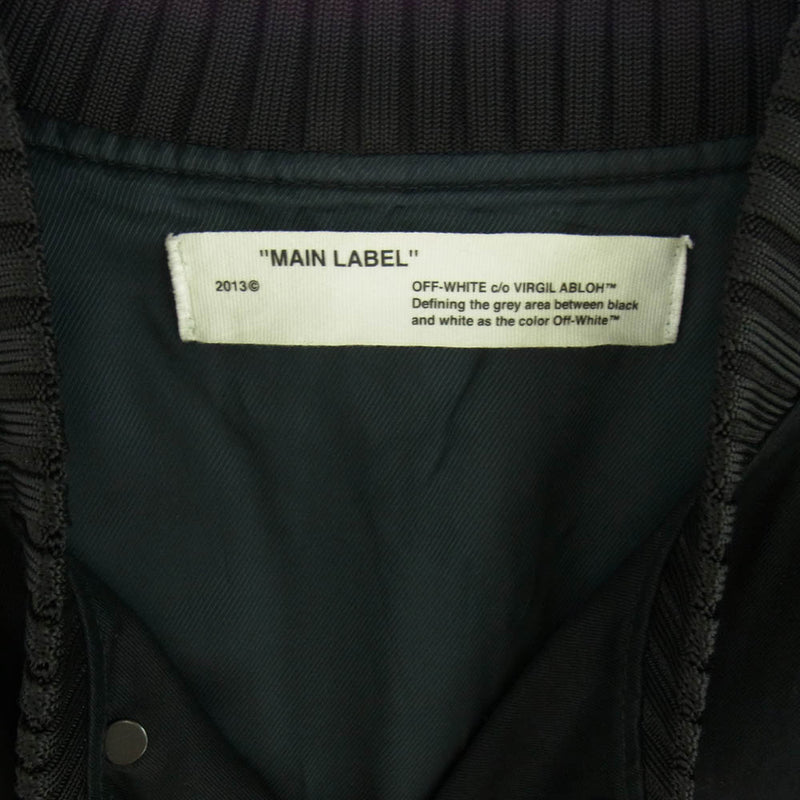 "MAIN LABEL"
2013©
OFF-WHITE c/o VIRGIL ABLOH™
Defining the grey area between black
and white as the color Off-White™